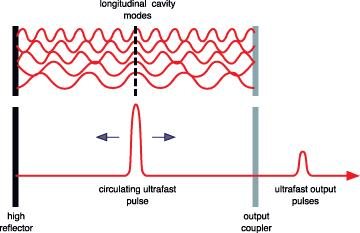 longitudinal cavity
modes
circulating ultrafast
pulse
ultrafast output
pulses
high
reflector
output
coupler